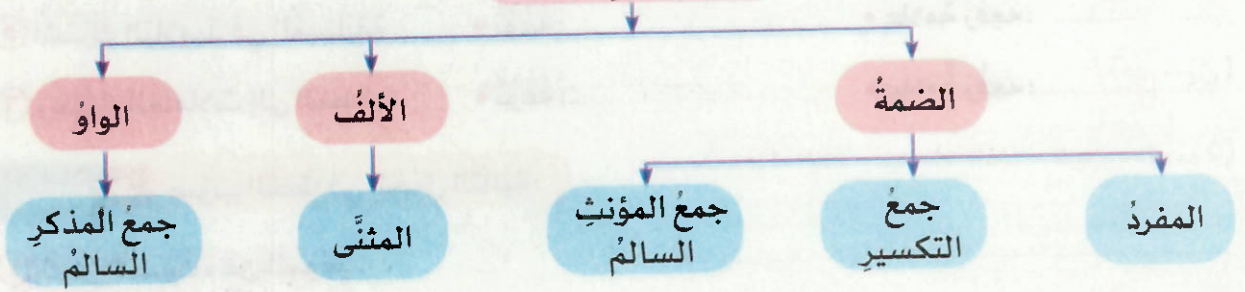 الضمةُ
الألفُ
الواوُ
المفردُ
جمعُ
التكسيرِ
جمعُ المؤنثِ
السالمُ
المثنَّى
جمعُ المذكرِ
السالمُ